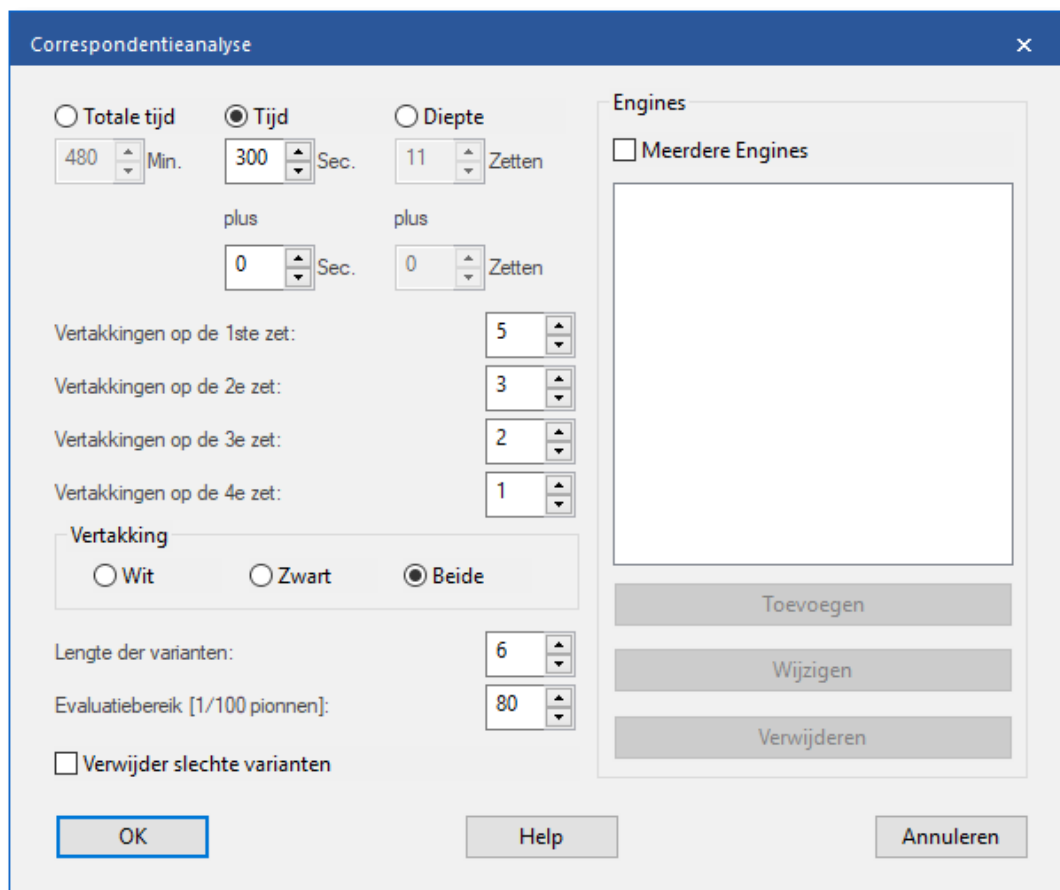 Correspondentieanalyse
Totale tijd Tijd Diepte
480 Min. 300 Sec. 11 Zetten
plus plus
0 Sec. 0 Zetten
Vertakkingen op de 1ste zet: 5
Vertakkingen op de 2e zet: 3
Vertakkingen op de 3e zet: 2
Vertakkingen op de 4e zet: 1
Vertakking
Wit Zwart Beide
Lengte der varianten: 6
Evaluatiebereik [1/100 pionnen]: 80
Verwijder slechte varianten
Engines
Meerdere Engines
Toevoegen
Wijzigen
Verwijderen
OK Help Annuleren